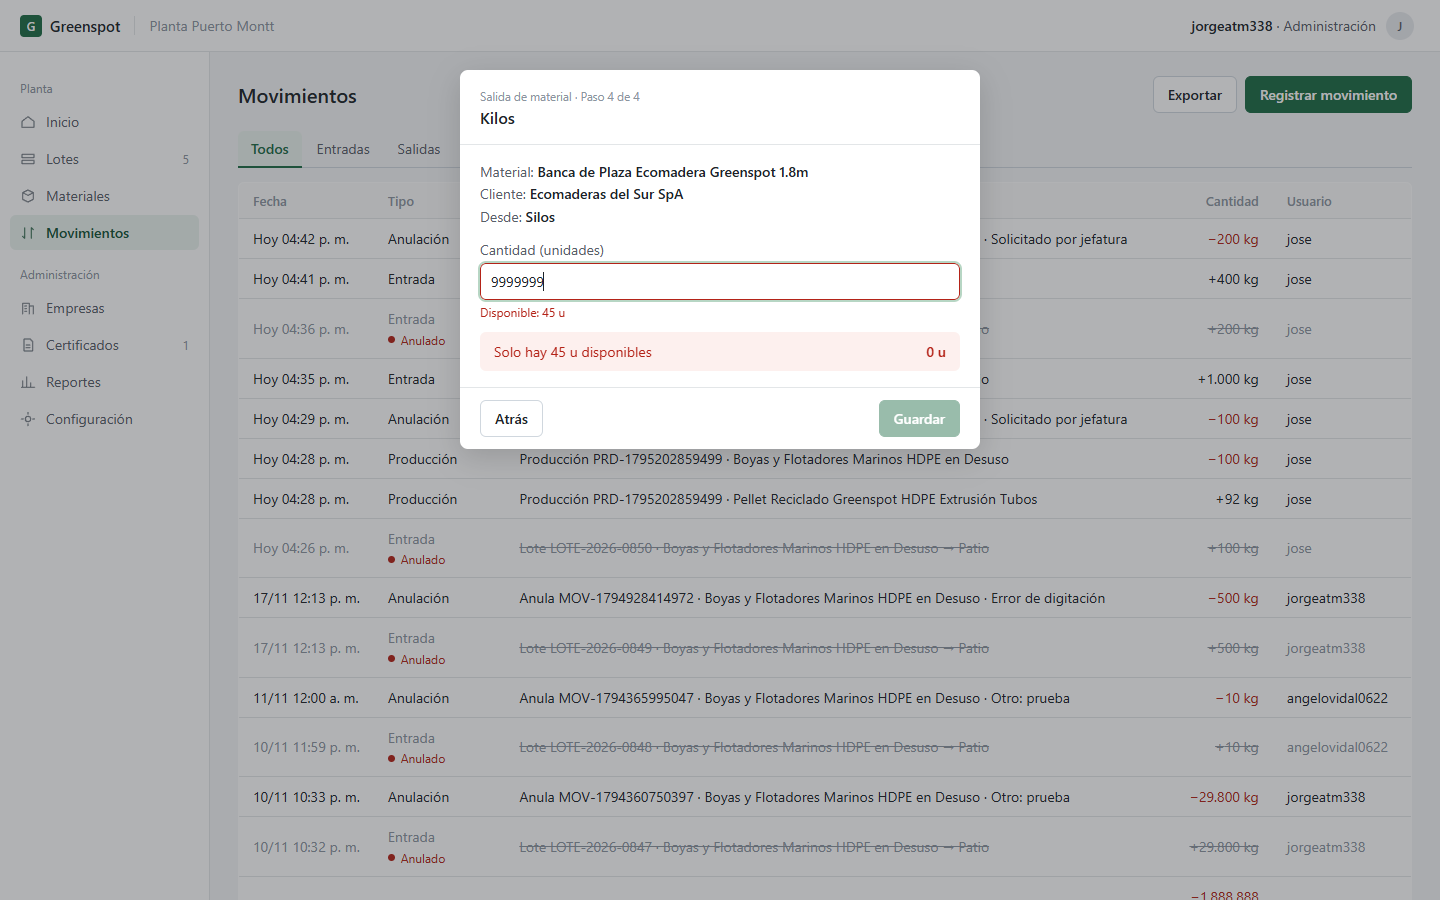 G Greenspot Planta Puerto Montt
jorgeatm338 · Administración J
Planta
Inicio
Lotes 5
Materiales
Movimientos
Administración
Empresas
Certificados 1
Reportes
Configuración
Movimientos
Exportar
Registrar movimiento
Todos Entradas Salidas
Fecha Tipo Cantidad Usuario
Hoy 04:42 p. m. Anulación · Solicitado por jefatura −200 kg jose
Hoy 04:41 p. m. Entrada +400 kg jose
Hoy 04:36 p. m. Entrada Anulado o +200 kg jose
Hoy 04:35 p. m. Entrada o +1.000 kg jose
Hoy 04:29 p. m. Anulación · Solicitado por jefatura −100 kg jose
Hoy 04:28 p. m. Producción Producción PRD-1795202859499 · Boyas y Flotadores Marinos HDPE en Desuso −100 kg jose
Hoy 04:28 p. m. Producción Producción PRD-1795202859499 · Pellet Reciclado Greenspot HDPE Extrusión Tubos +92 kg jose
Hoy 04:26 p. m. Entrada Anulado Lote LOTE-2026-0850 · Boyas y Flotadores Marinos HDPE en Desuso → Patio +100 kg jose
17/11 12:13 p. m. Anulación Anula MOV-1794928414972 · Boyas y Flotadores Marinos HDPE en Desuso · Error de digitación −500 kg jorgeatm338
17/11 12:13 p. m. Entrada Anulado Lote LOTE-2026-0849 · Boyas y Flotadores Marinos HDPE en Desuso → Patio +500 kg jorgeatm338
11/11 12:00 a. m. Anulación Anula MOV-1794365995047 · Boyas y Flotadores Marinos HDPE en Desuso · Otro: prueba −10 kg angelovidal0622
10/11 11:59 p. m. Entrada Anulado Lote LOTE-2026-0848 · Boyas y Flotadores Marinos HDPE en Desuso → Patio +10 kg angelovidal0622
10/11 10:33 p. m. Anulación Anula MOV-1794360750397 · Boyas y Flotadores Marinos HDPE en Desuso · Otro: prueba −29.800 kg jorgeatm338
10/11 10:32 p. m. Entrada Anulado Lote LOTE-2026-0847 · Boyas y Flotadores Marinos HDPE en Desuso → Patio +29.800 kg jorgeatm338
−1.888.888
Salida de material · Paso 4 de 4
Kilos
Material: Banca de Plaza Ecomadera Greenspot 1.8m
Cliente: Ecomaderas del Sur SpA
Desde: Silos
Cantidad (unidades)
9999999
Disponible: 45 u
Solo hay 45 u disponibles 0 u
Atrás Guardar